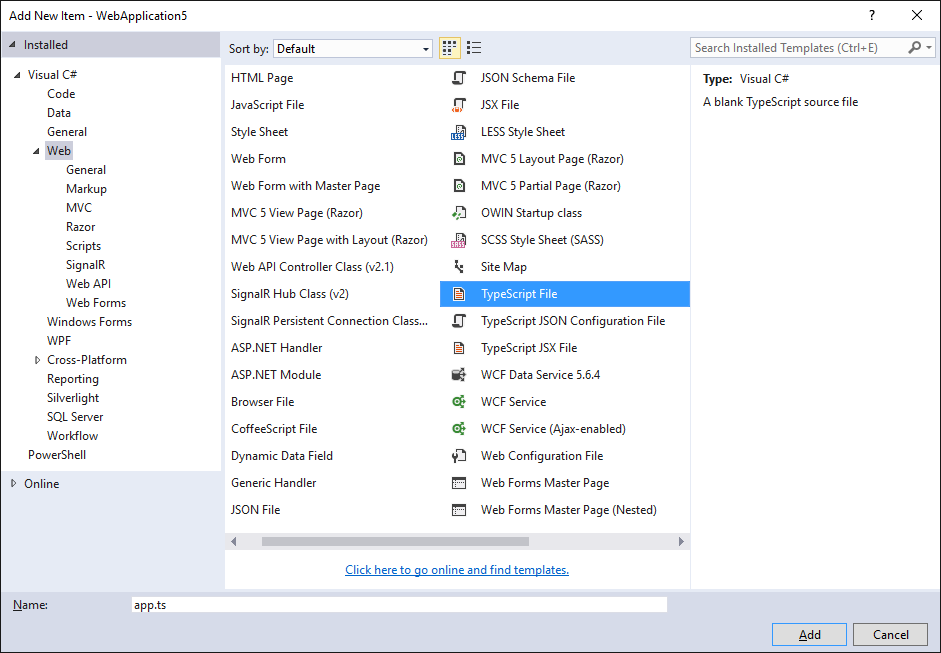 Add New Item - WebApplication5
?
Installed
Sort by: Default
Search Installed Templates (Ctrl+E)
Visual C#
Code
Data
General
Web
General
Markup
MVC
Razor
Scripts
SignalR
Web API
Web Forms
Windows Forms
WPF
Cross-Platform
Reporting
Silverlight
SQL Server
Workflow
PowerShell
Online
HTML Page
JavaScript File
Style Sheet
Web Form
Web Form with Master Page
MVC 5 View Page (Razor)
MVC 5 View Page with Layout (Razor)
Web API Controller Class (v2.1)
SignalR Hub Class (v2)
SignalR Persistent Connection Class...
ASP.NET Handler
ASP.NET Module
Browser File
CoffeeScript File
Dynamic Data Field
Generic Handler
JSON File
JSON Schema File
JSX File
LESS Style Sheet
MVC 5 Layout Page (Razor)
MVC 5 Partial Page (Razor)
OWIN Startup class
SCSS Style Sheet (SASS)
Site Map
TypeScript File
TypeScript JSON Configuration File
TypeScript JSX File
WCF Data Service 5.6.4
WCF Service
WCF Service (Ajax-enabled)
Web Configuration File
Web Forms Master Page
Web Forms Master Page (Nested)
Type: Visual C#
A blank TypeScript source file
Click here to go online and find templates.
Name: app.ts
Add
Cancel